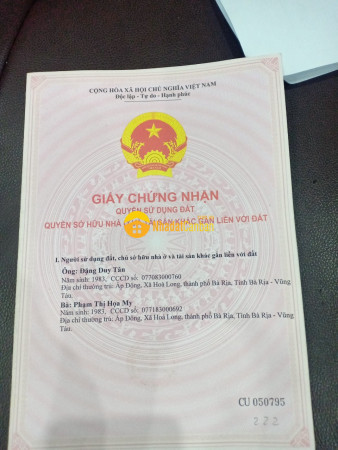 CỘNG HÒA XÃ HỘI CHỦ NGHĨA VIỆT NAM
Độc lập - Tự do - Hạnh phúc
GIẤY CHỨNG NHẬN
QUYỀN SỬ DỤNG ĐẤT
QUYỀN SỞ HỮU NHÀ Ở VÀ TÀI SẢN KHÁC GẮN LIỀN VỚI ĐẤT
I. Người sử dụng đất, chủ sở hữu nhà ở và tài sản khác gắn liền với đất
Ông: Đặng Duy Tân
Năm sinh: 1983, CCCD số: 077083000760
Địa chỉ thường trú: Ấp Đông, Xã Hoà Long, thành phố Bà Rịa, Tỉnh Bà Rịa - Vũng
Tàu.
Bà: Phạm Thị Họa My
Năm sinh: 1983, CCCD số: 077183000692
Địa chỉ thường trú: Ấp Đông, Xã Hoà Long, thành phố Bà Rịa, Tỉnh Bà Rịa - Vũng
Tàu.
CU 050795
222